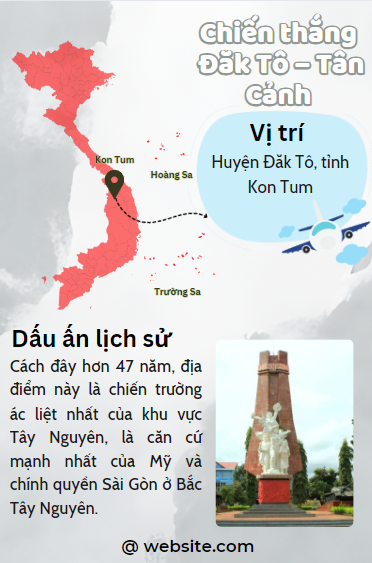 Chiến thắng
Đăk Tô – Tân
Cảnh
Vị trí
Huyện Đăk Tô, tỉnh
Kon Tum
Kon Tum
Hoàng Sa
Trường Sa
Dấu ấn lịch sử
Cách đây hơn 47 năm, địa
điểm này là chiến trường
ác liệt nhất của khu vực
Tây Nguyên, là căn cứ
mạnh nhất của Mỹ và
chính quyền Sài Gòn ở Bắc
Tây Nguyên.
@ website.com